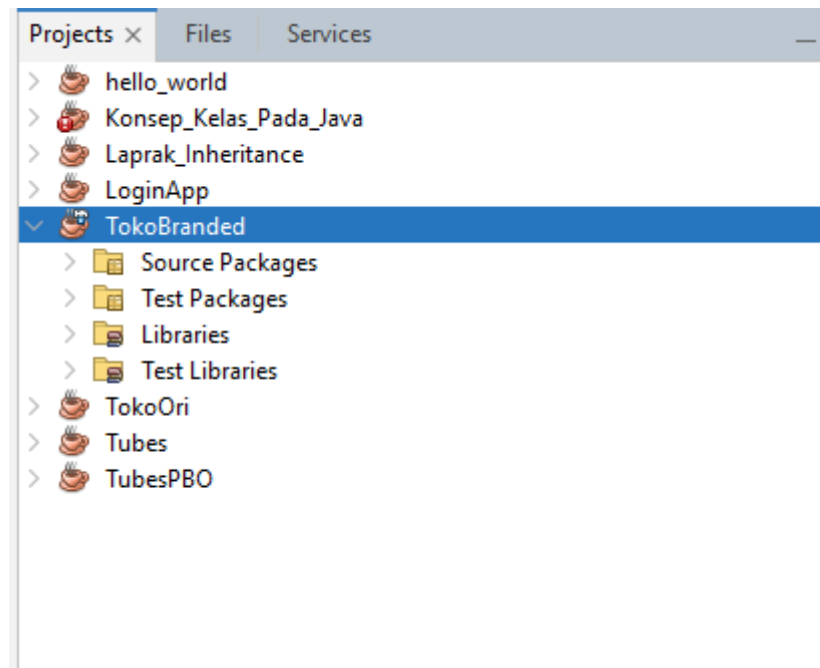 Projects Files Services
hello_world
Konsep_Kelas_Pada_Java
Laprak_Inheritance
LoginApp
TokoBranded
Source Packages
Test Packages
Libraries
Test Libraries
TokoOri
Tubes
TubesPBO